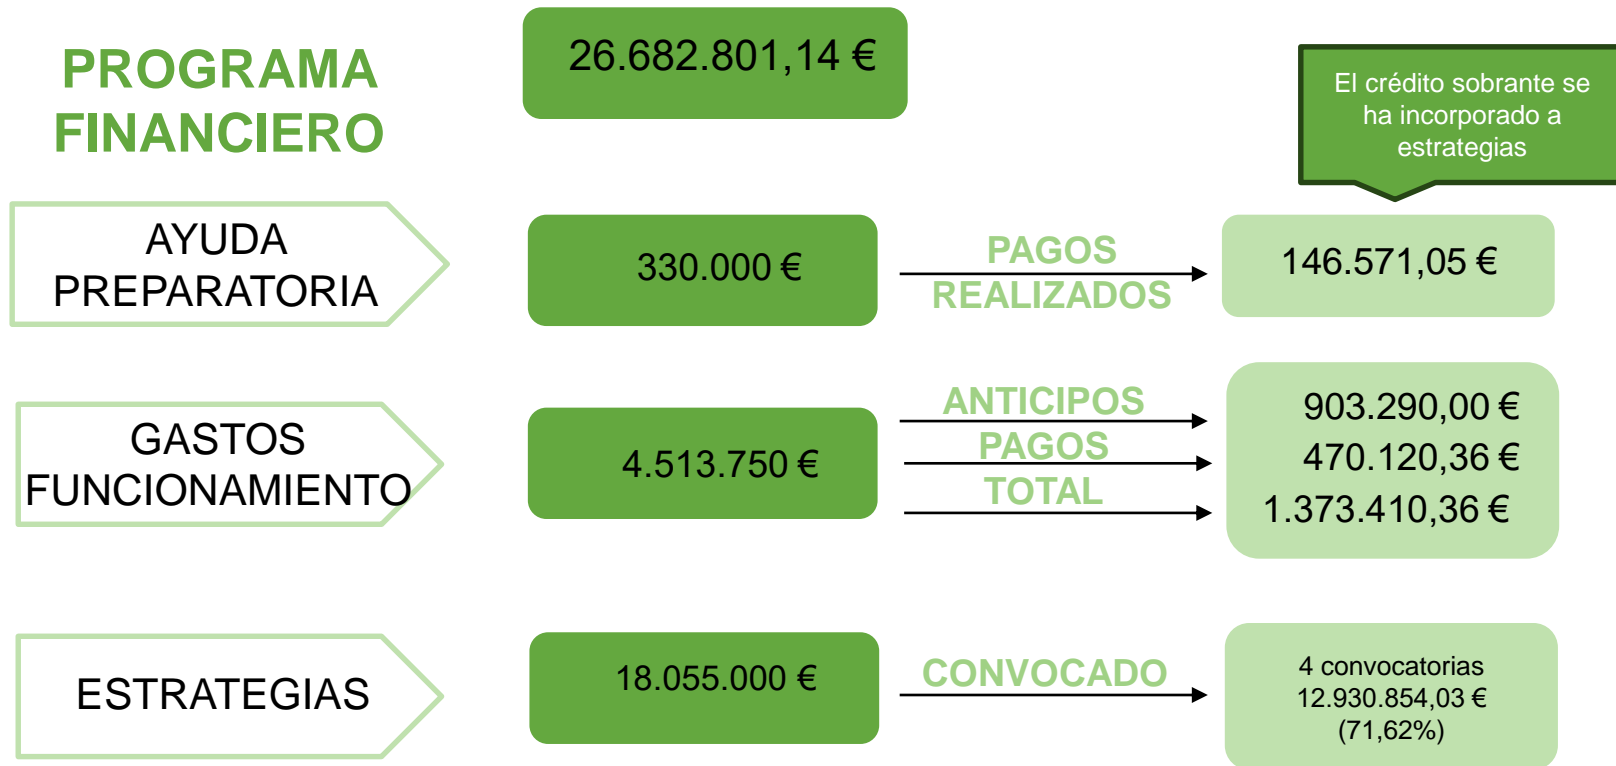 PROGRAMA
FINANCIERO
26.682.801,14 €
El crédito sobrante se
ha incorporado a
estrategias
AYUDA
PREPARATORIA
330.000 €
PAGOS
REALIZADOS
146.571,05 €
GASTOS
FUNCIONAMIENTO
4.513.750 €
ANTICIPOS
PAGOS
TOTAL
903.290,00 €
470.120,36 €
1.373.410,36 €
ESTRATEGIAS
18.055.000 €
CONVOCADO
4 convocatorias
12.930.854,03 €
(71,62%)